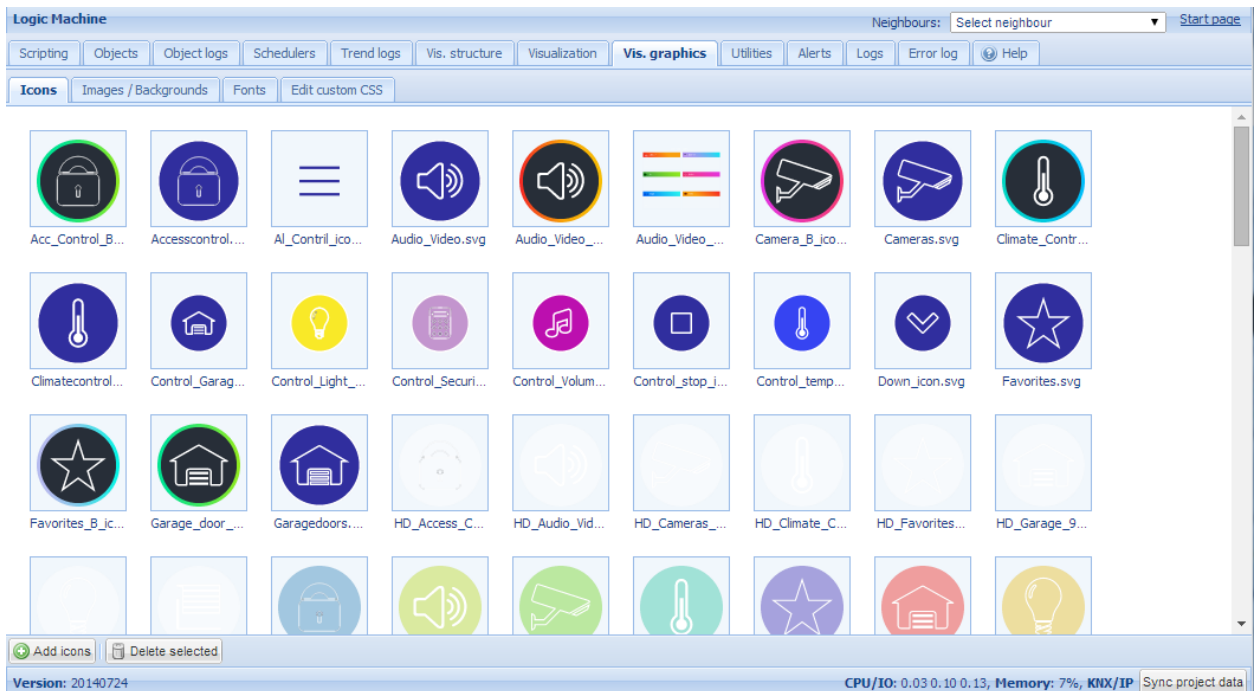 Logic Machine Neighbours: Select neighbour Start page
Scripting Objects Object logs Schedulers Trend logs Vis. structure Visualization Vis. graphics Utilities Alerts Logs Error log Help
Icons Images / Backgrounds Fonts Edit custom CSS
Acc_Control_B... Accesscontrol.... Al_Contril_ico... Audio_Video.svg Audio_Video_... Audio_Video_... Camera_B_ico... Cameras.svg Climate_Contr...
Climatecontrol... Control_Garag... Control_Light_... Control_Securi... Control_Volum... Control_stop_i... Control_temp... Down_icon.svg Favorites.svg
Favorites_B_ic... Garage_door_... Garagedoors.... HD_Access_C... HD_Audio_Vid... HD_Cameras_... HD_Climate_C... HD_Favorites... HD_Garage_9...
Add icons Delete selected
Version: 20140724 CPU/IO: 0.03 0.10 0.13, Memory: 7%, KNX/IP Sync project data